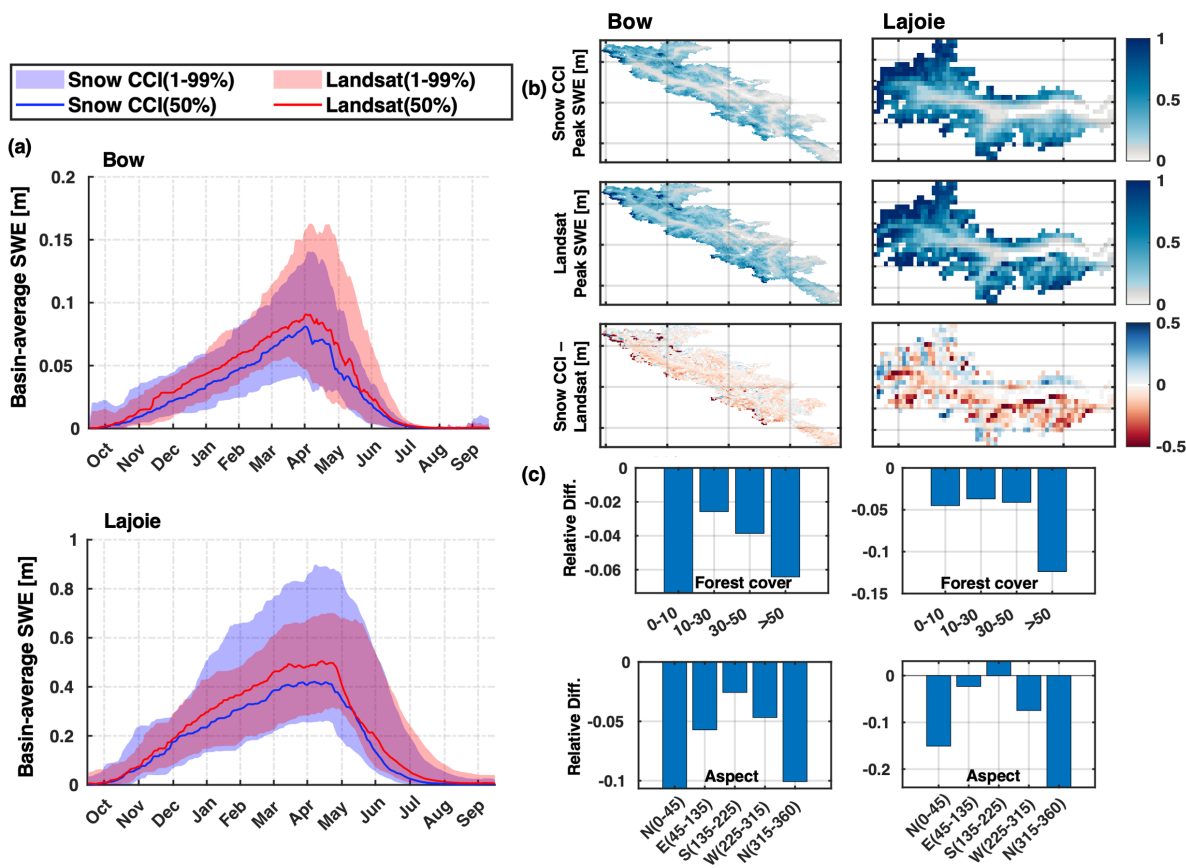 Snow CCI(1-99%)
Landsat(1-99%)
Snow CCI(50%)
Landsat(50%)
(a)
Bow
Basin-average SWE [m]
0.2
0.15
0.1
0.05
0
Oct Nov Dec Jan Feb Mar Apr May Jun Jul Aug Sep
Lajoie
Basin-average SWE [m]
1
0.8
0.6
0.4
0.2
0
Oct Nov Dec Jan Feb Mar Apr May Jun Jul Aug Sep
(b)
Bow
Lajoie
Snow CCI
Peak SWE [m]
1
0.5
0
Landsat
Peak SWE [m]
1
0.5
0
Snow CCI –
Landsat [m]
0.5
0
-0.5
(c)
Relative Diff.
0
-0.02
-0.04
-0.06
Forest cover
0-10 10-30 30-50 >50
0
-0.05
-0.1
-0.15
Forest cover
0-10 10-30 30-50 >50
Relative Diff.
0
-0.05
-0.1
Aspect
N(0-45) E(45-135) S(135-225) W(225-315) N(315-360)
0
-0.1
-0.2
Aspect
N(0-45) E(45-135) S(135-225) W(225-315) N(315-360)